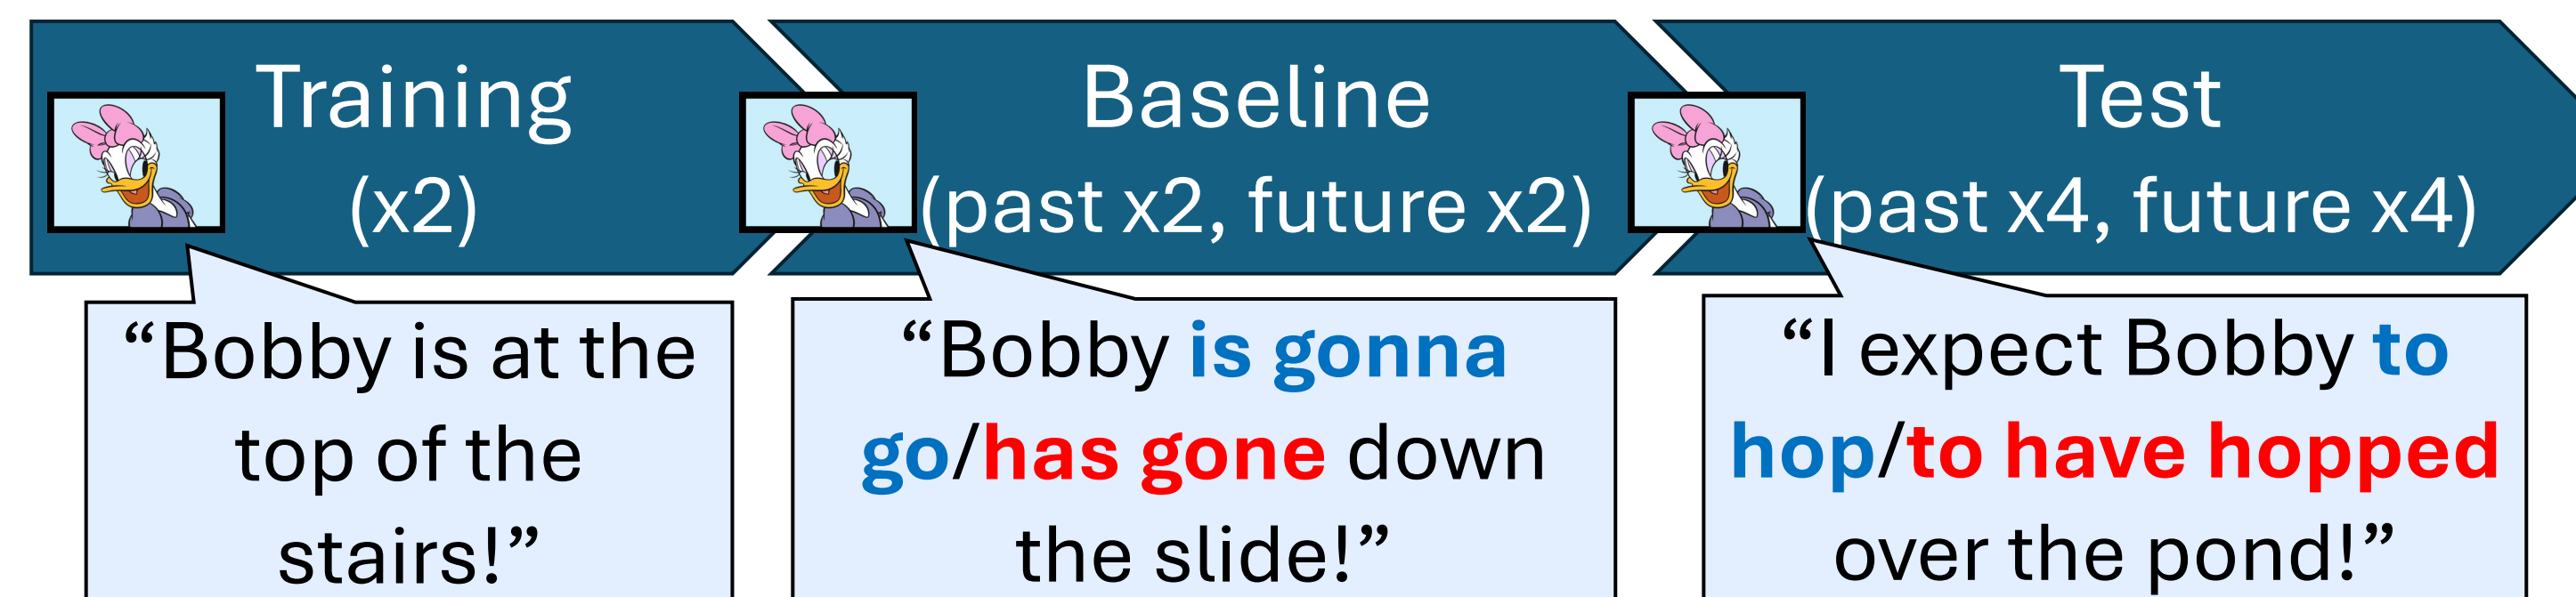 Training
(x2)
“Bobby is at the
top of the
stairs!”
Baseline
(past x2, future x2)
“Bobby is gonna
go/has gone down
the slide!”
Test
(past x4, future x4)
“I expect Bobby to
hop/to have hopped
over the pond!”